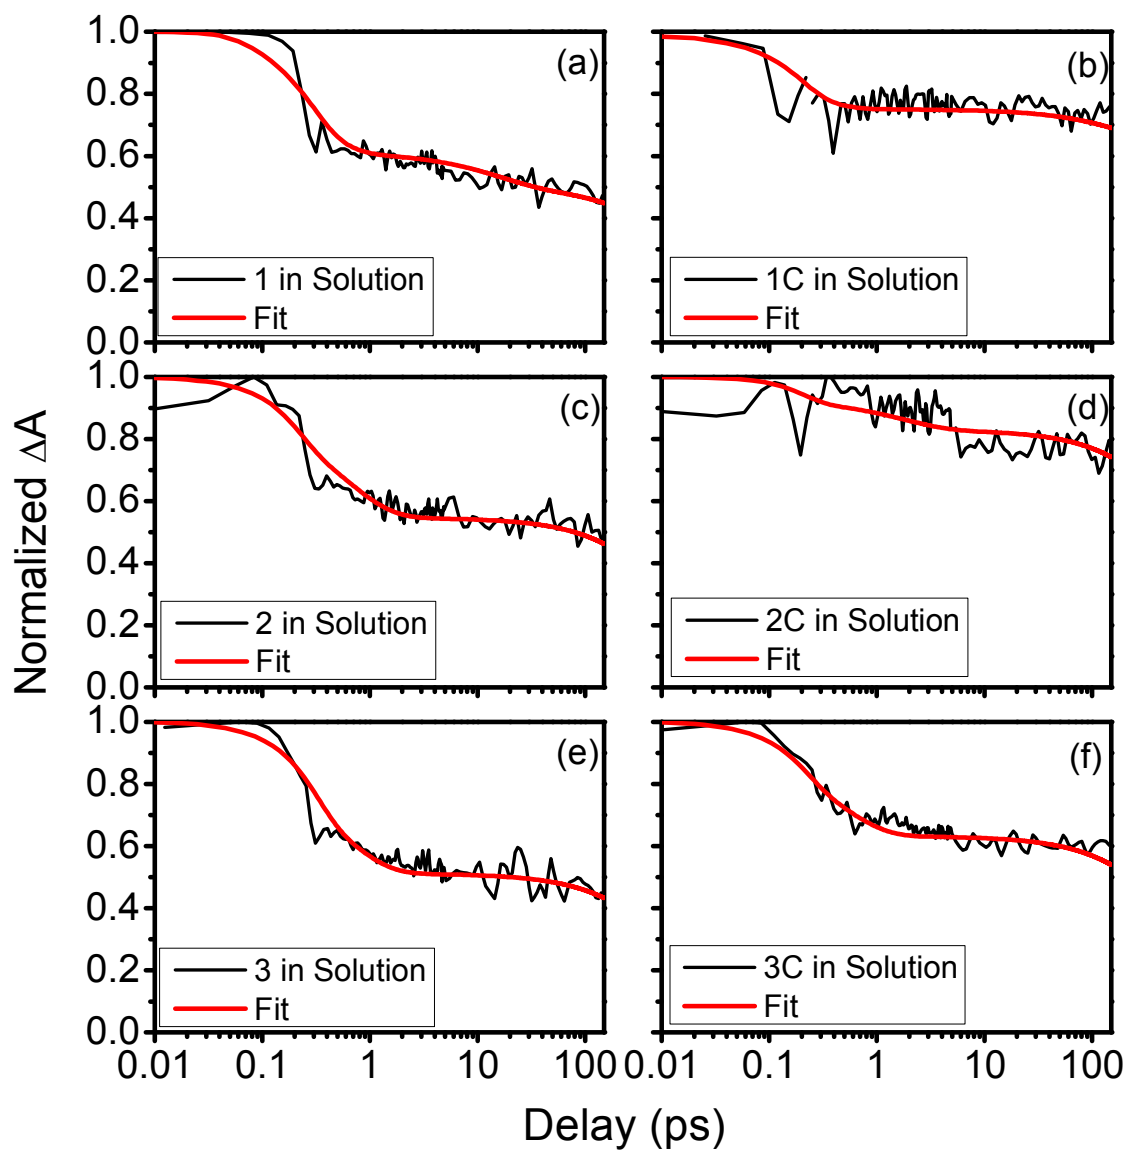 Normalized ΔA
1.0
0.8
0.6
0.4
0.2
0.0
(a)
1 in Solution
Fit
(b)
1C in Solution
Fit
1.0
0.8
0.6
0.4
0.2
0.0
(c)
2 in Solution
Fit
(d)
2C in Solution
Fit
1.0
0.8
0.6
0.4
0.2
0.0
(e)
3 in Solution
Fit
(f)
3C in Solution
Fit
0.01 0.1 1 10 100 0.01 0.1 1 10 100
Delay (ps)